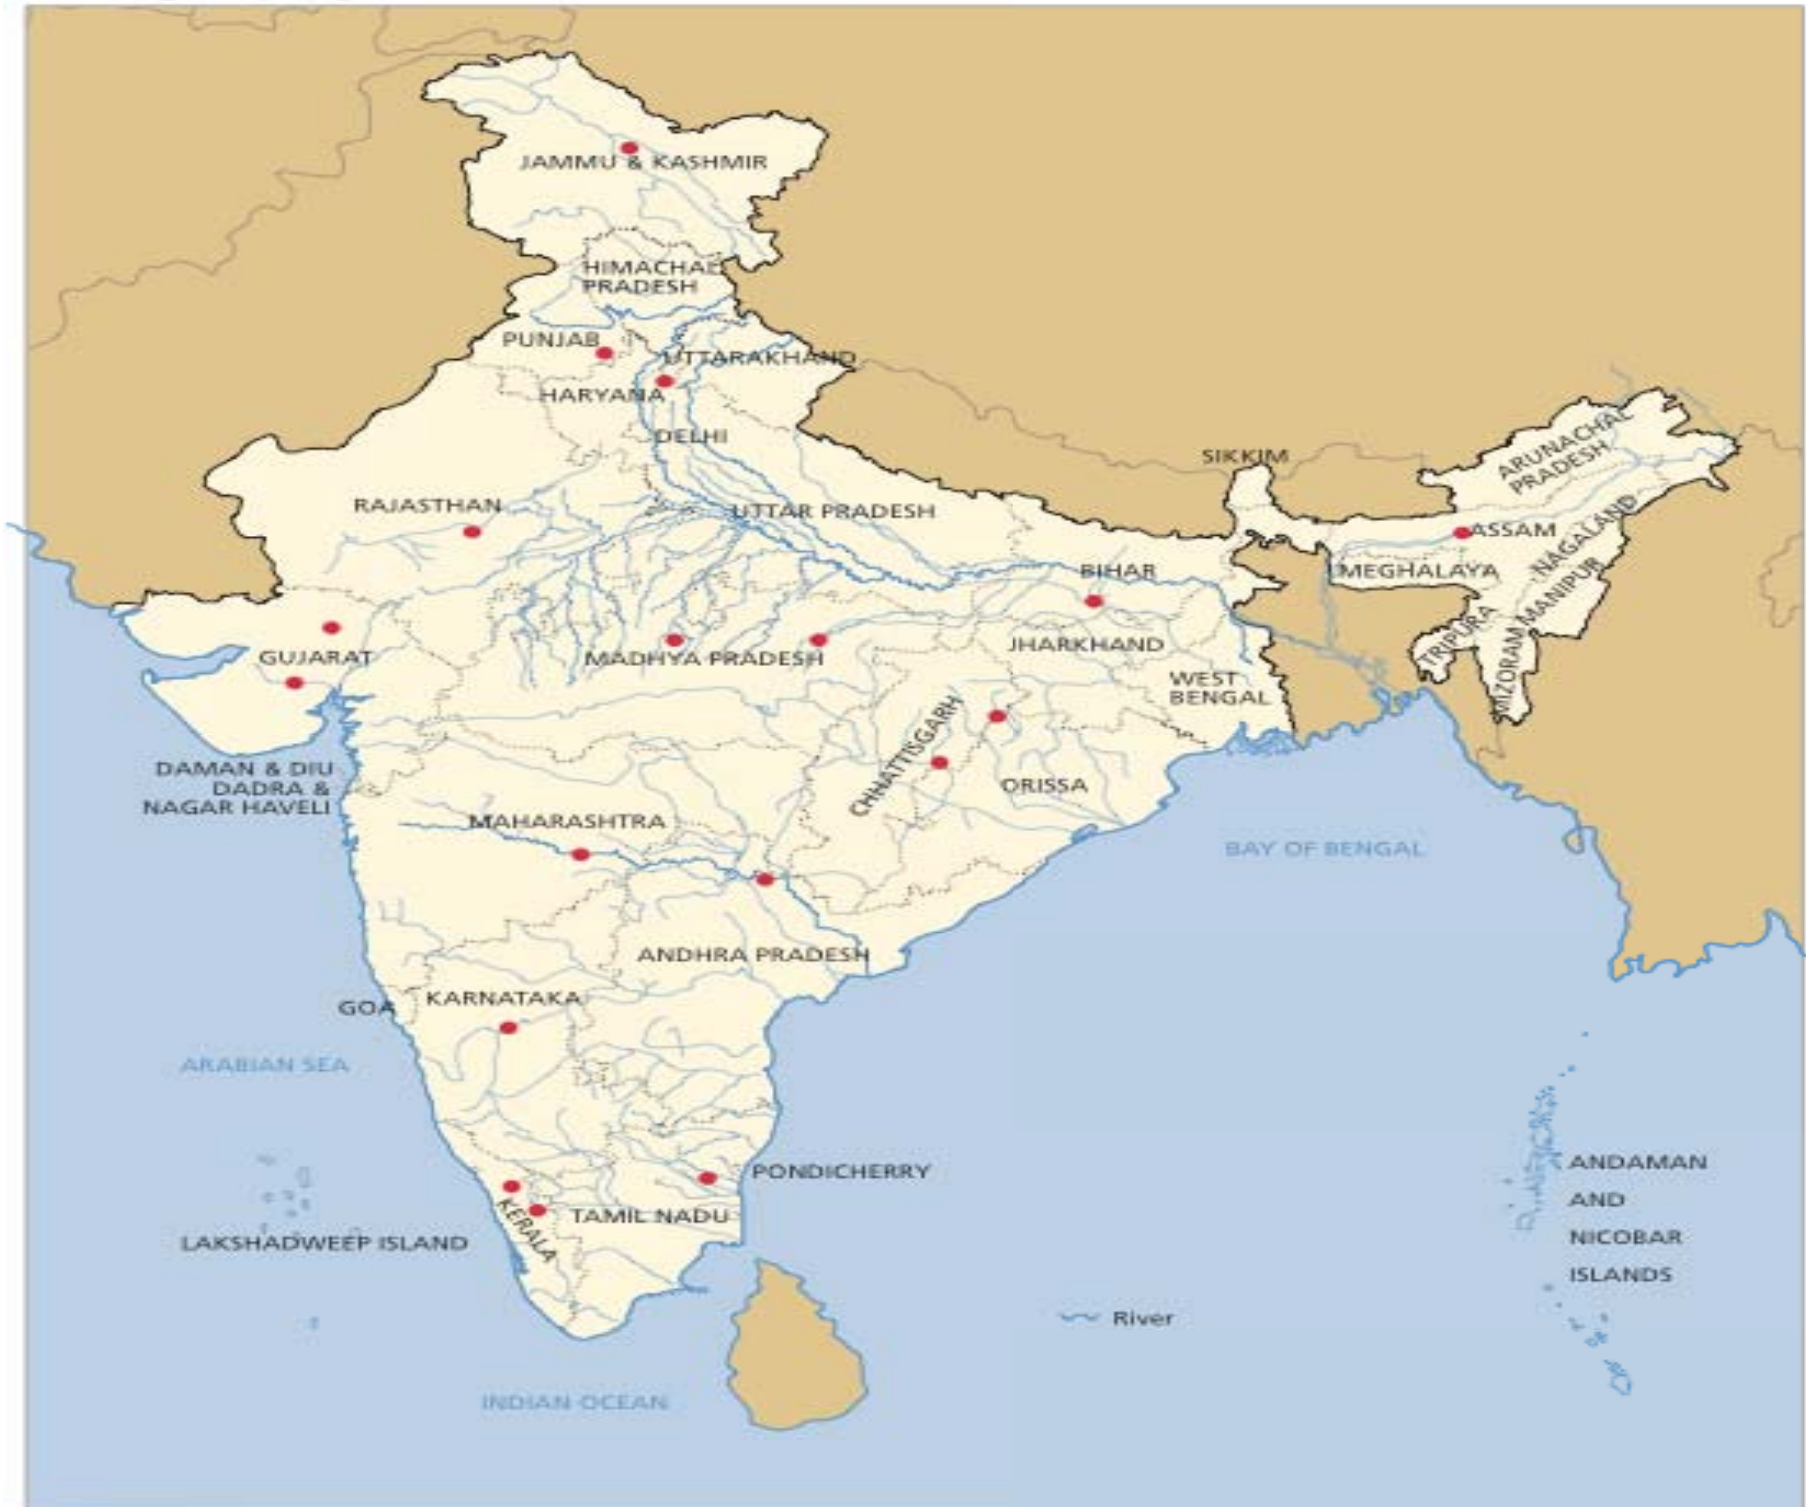 JAMMU & KASHMIR
HIMACHAL
PRADESH
PUNJAB
UTTARAKHAND
HARYANA
DELHI
SIKKIM
ARUNACHAL
PRADESH
RAJASTHAN
UTTAR PRADESH
ASSAM
NAGALAND
BIHAR
MEGHALAYA
MANIPUR
TRIPURA
MIZORAM
GUJARAT
MADHYA PRADESH
JHARKHAND
WEST
BENGAL
CHHATTISGARH
DAMAN & DIU
DADRA &
NAGAR HAVELI
ORISSA
MAHARASHTRA
BAY OF BENGAL
ANDHRA PRADESH
GOA
KARNATAKA
ARABIAN SEA
PONDICHERRY
ANDAMAN
AND
NICOBAR
ISLANDS
KERALA
TAMIL NADU
LAKSHADWEEP ISLAND
River
INDIAN OCEAN